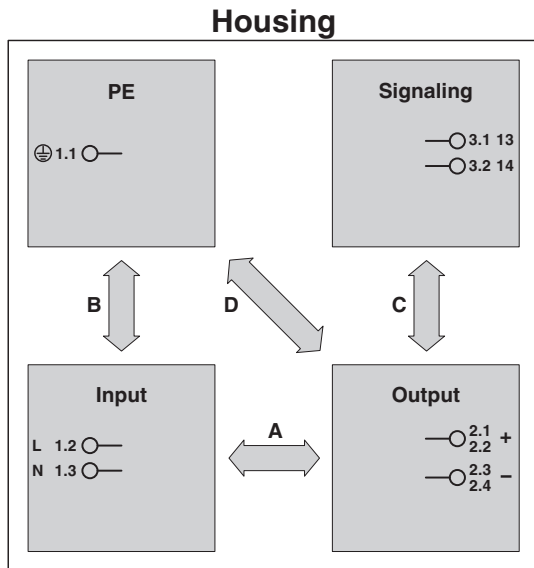 Housing
PE
Signaling
1.1
3.1 13
3.2 14
B
D
C
Input
Output
A
L 1.2
N 1.3
2.1
2.2 +
2.3
2.4 –